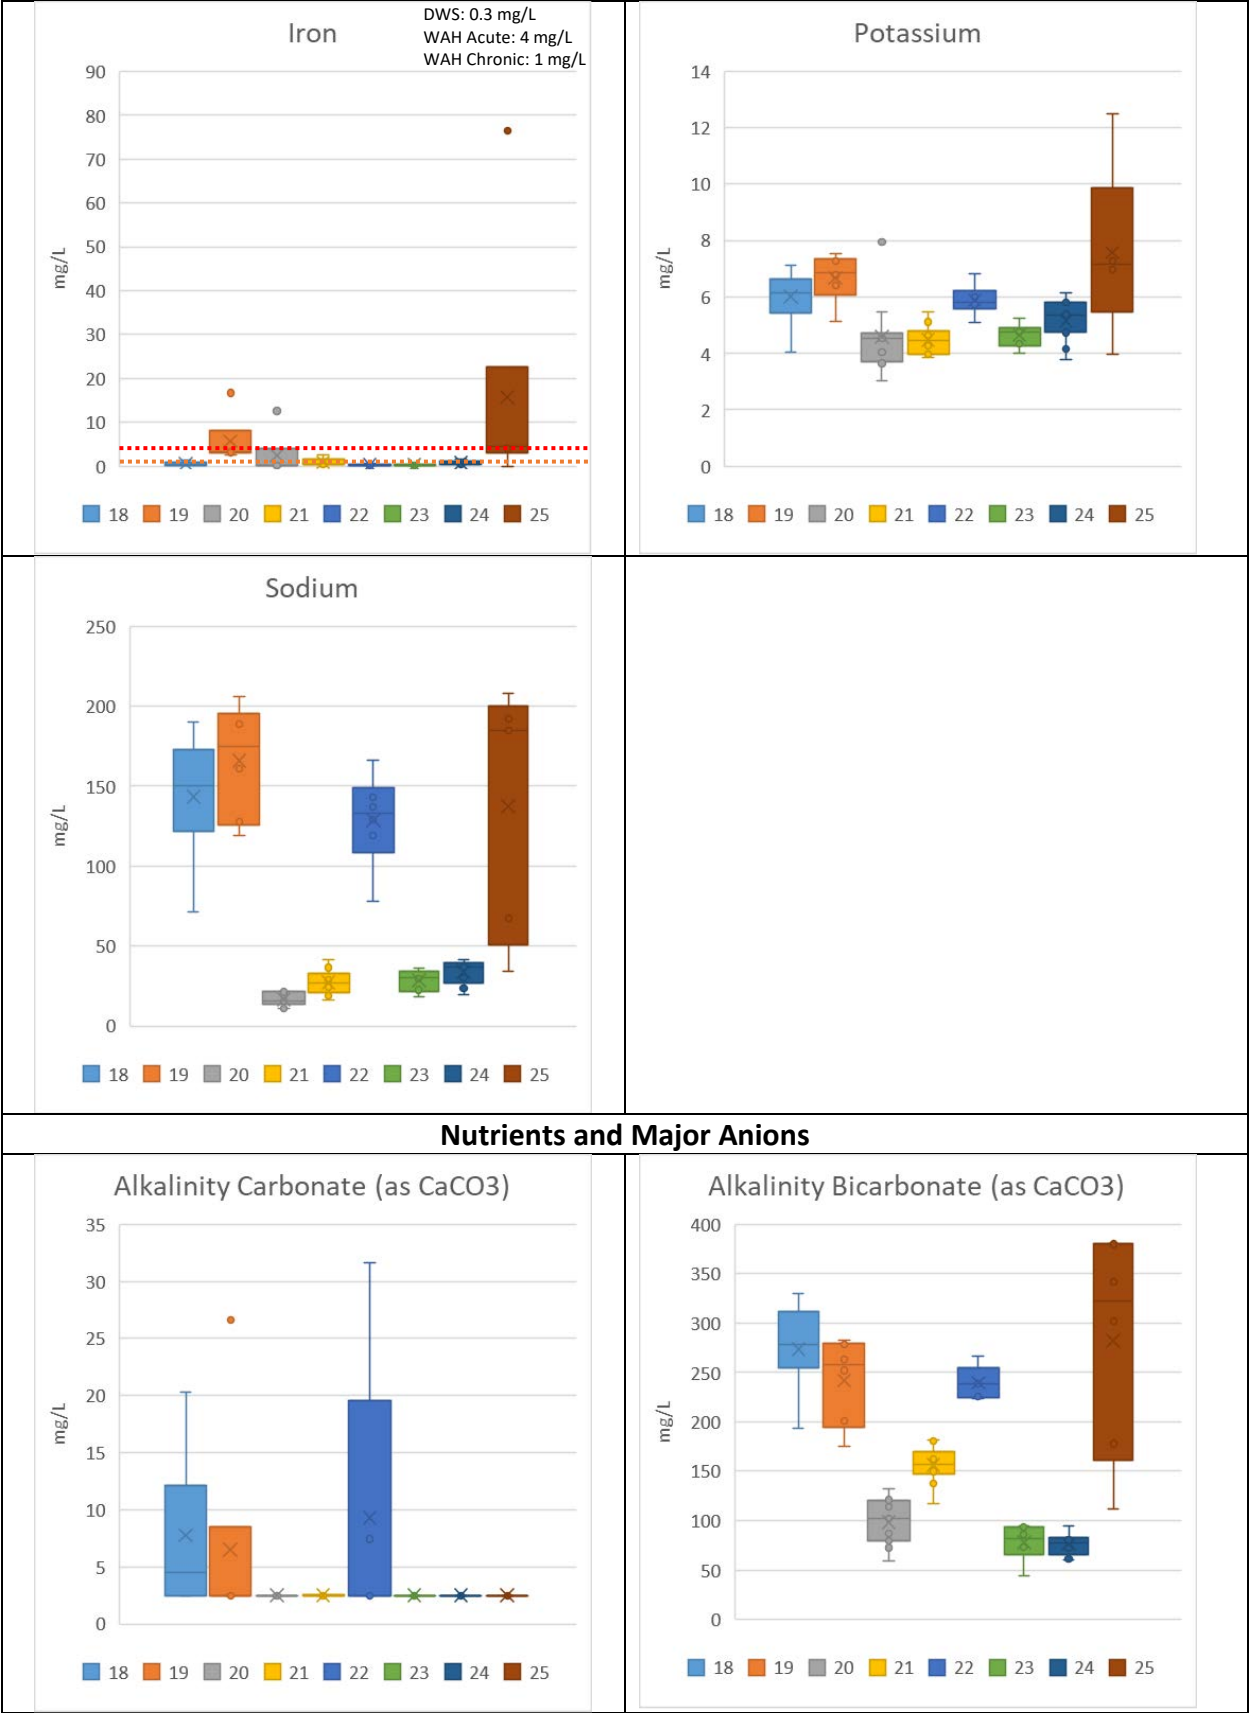 Iron
DWS: 0.3 mg/L
WAH Acute: 4 mg/L
WAH Chronic: 1 mg/L
90
80
70
60
50
40
30
20
10
0
mg/L
18 19 20 21 22 23 24 25
Potassium
14
12
10
8
6
4
2
0
mg/L
18 19 20 21 22 23 24 25
Sodium
250
200
150
100
50
0
mg/L
18 19 20 21 22 23 24 25
Nutrients and Major Anions
Alkalinity Carbonate (as CaCO3)
35
30
25
20
15
10
5
0
mg/L
18 19 20 21 22 23 24 25
Alkalinity Bicarbonate (as CaCO3)
400
350
300
250
200
150
100
50
0
mg/L
18 19 20 21 22 23 24 25